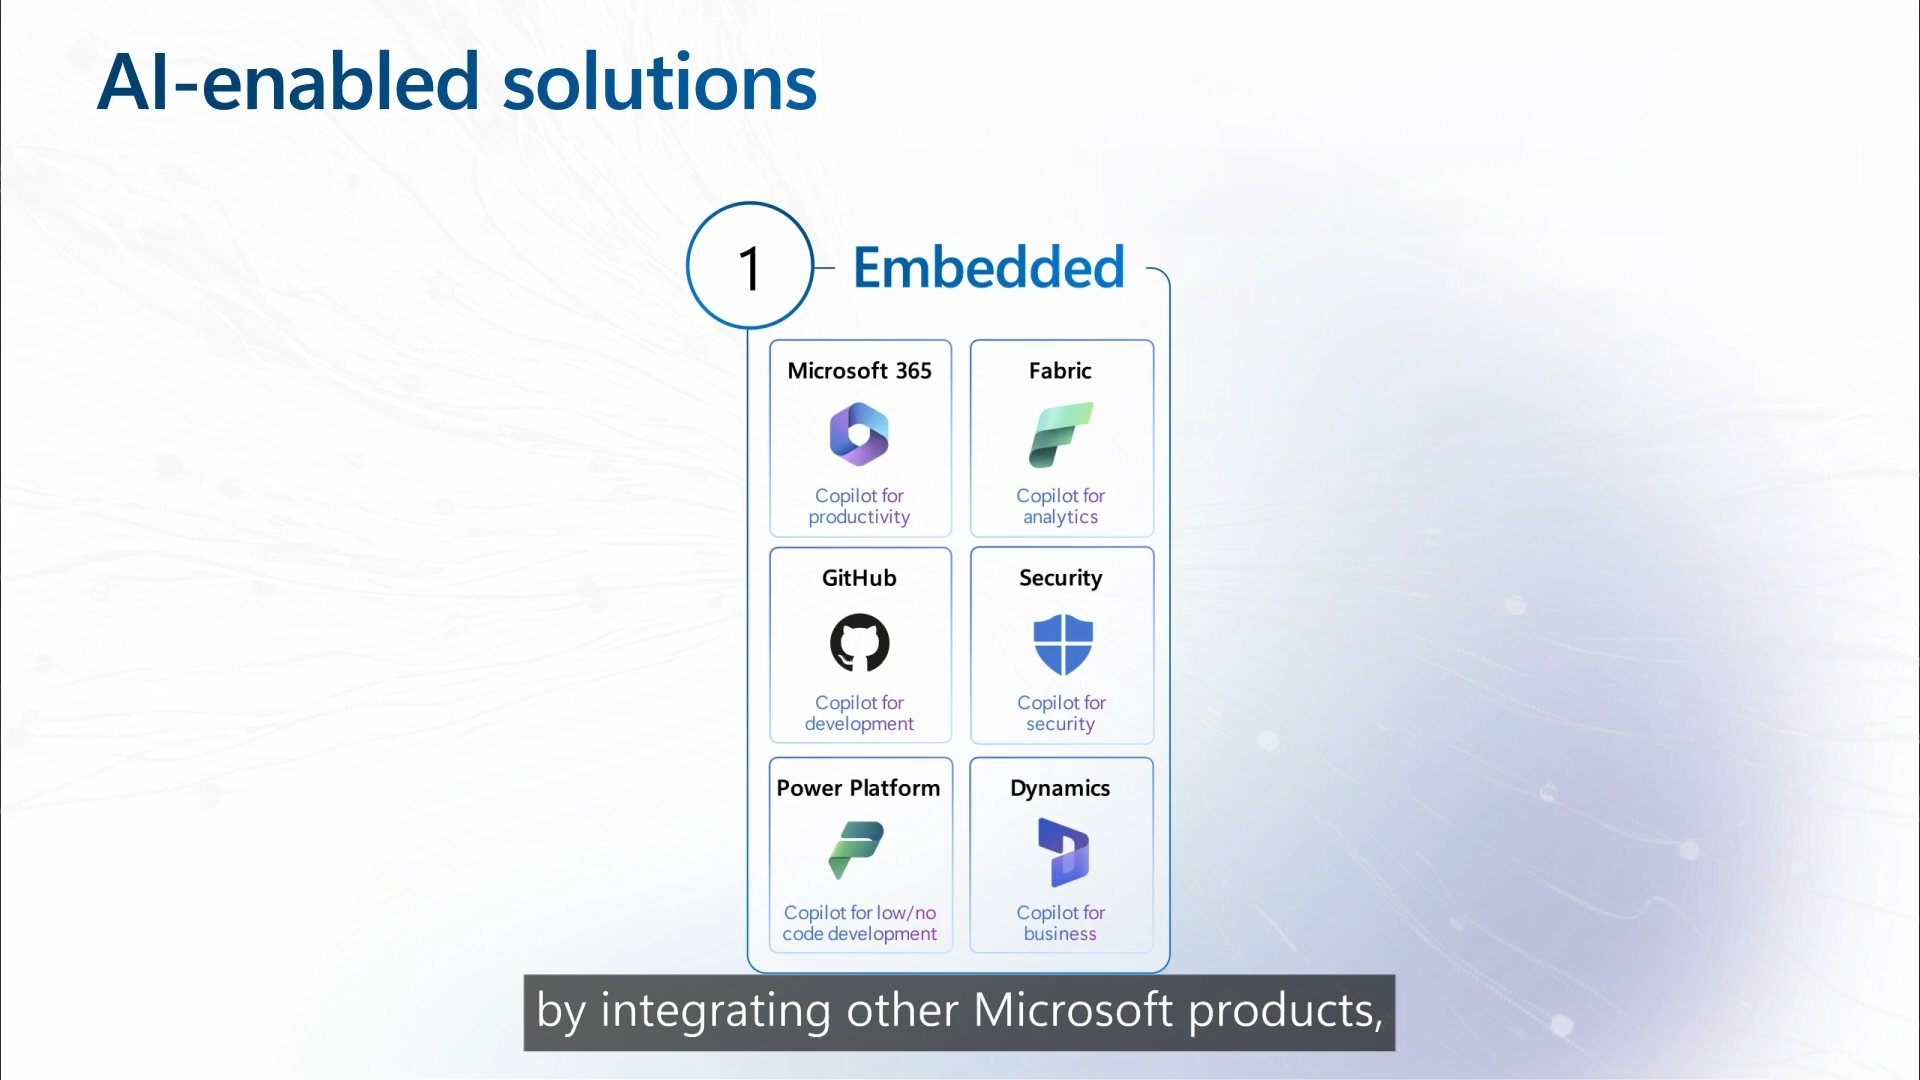 AI-enabled solutions
1
Embedded
Microsoft 365
Copilot for
productivity
Fabric
Copilot for
analytics
GitHub
Copilot for
development
Security
Copilot for
security
Power Platform
Copilot for low/no
code development
Dynamics
Copilot for
business
by integrating other Microsoft products,